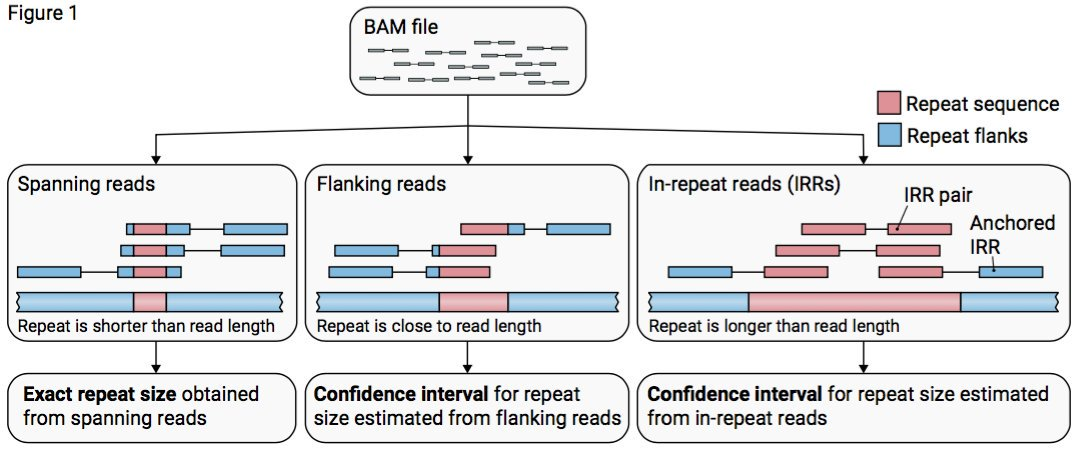 Figure 1
BAM file
Repeat sequence
Repeat flanks
Spanning reads
Repeat is shorter than read length
Flanking reads
Repeat is close to read length
In-repeat reads (IRRs)
IRR pair
Anchored
IRR
Repeat is longer than read length
Exact repeat size obtained
from spanning reads
Confidence interval for repeat
size estimated from flanking reads
Confidence interval for repeat size estimated
from in-repeat reads